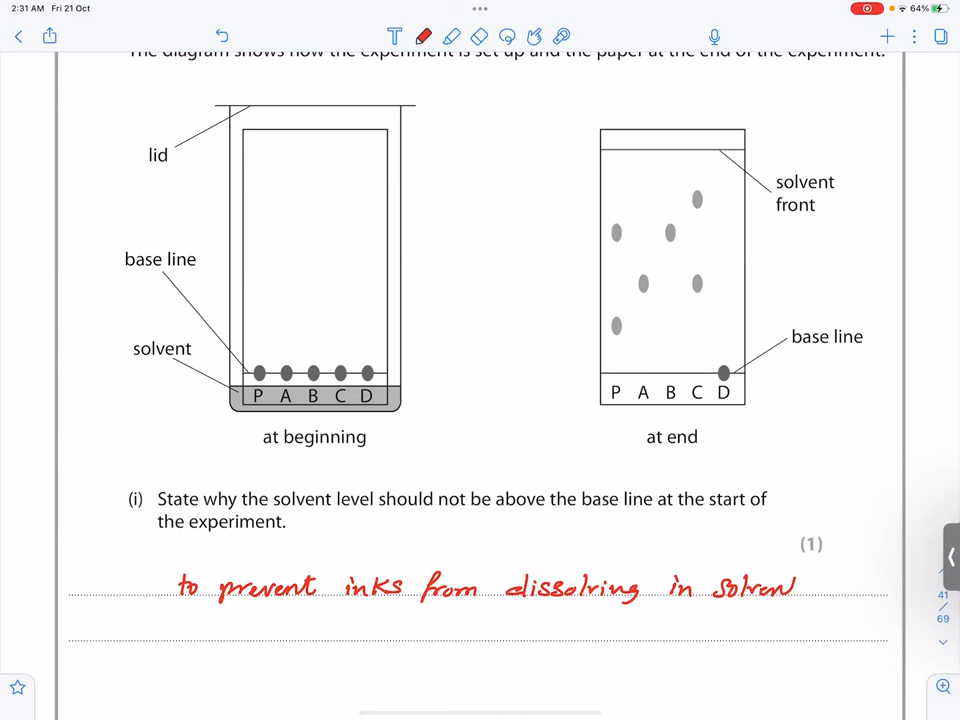 2:31 AM Fri 21 Oct
64%
The diagram shows how the experiment is set up and the paper at the end of the experiment.
lid
solvent
front
base line
solvent
base line
P A B C D
P A B C D
at beginning
at end
(i) State why the solvent level should not be above the base line at the start of
the experiment.
(1)
to prevent inks from dissolving in solven
41
/
69